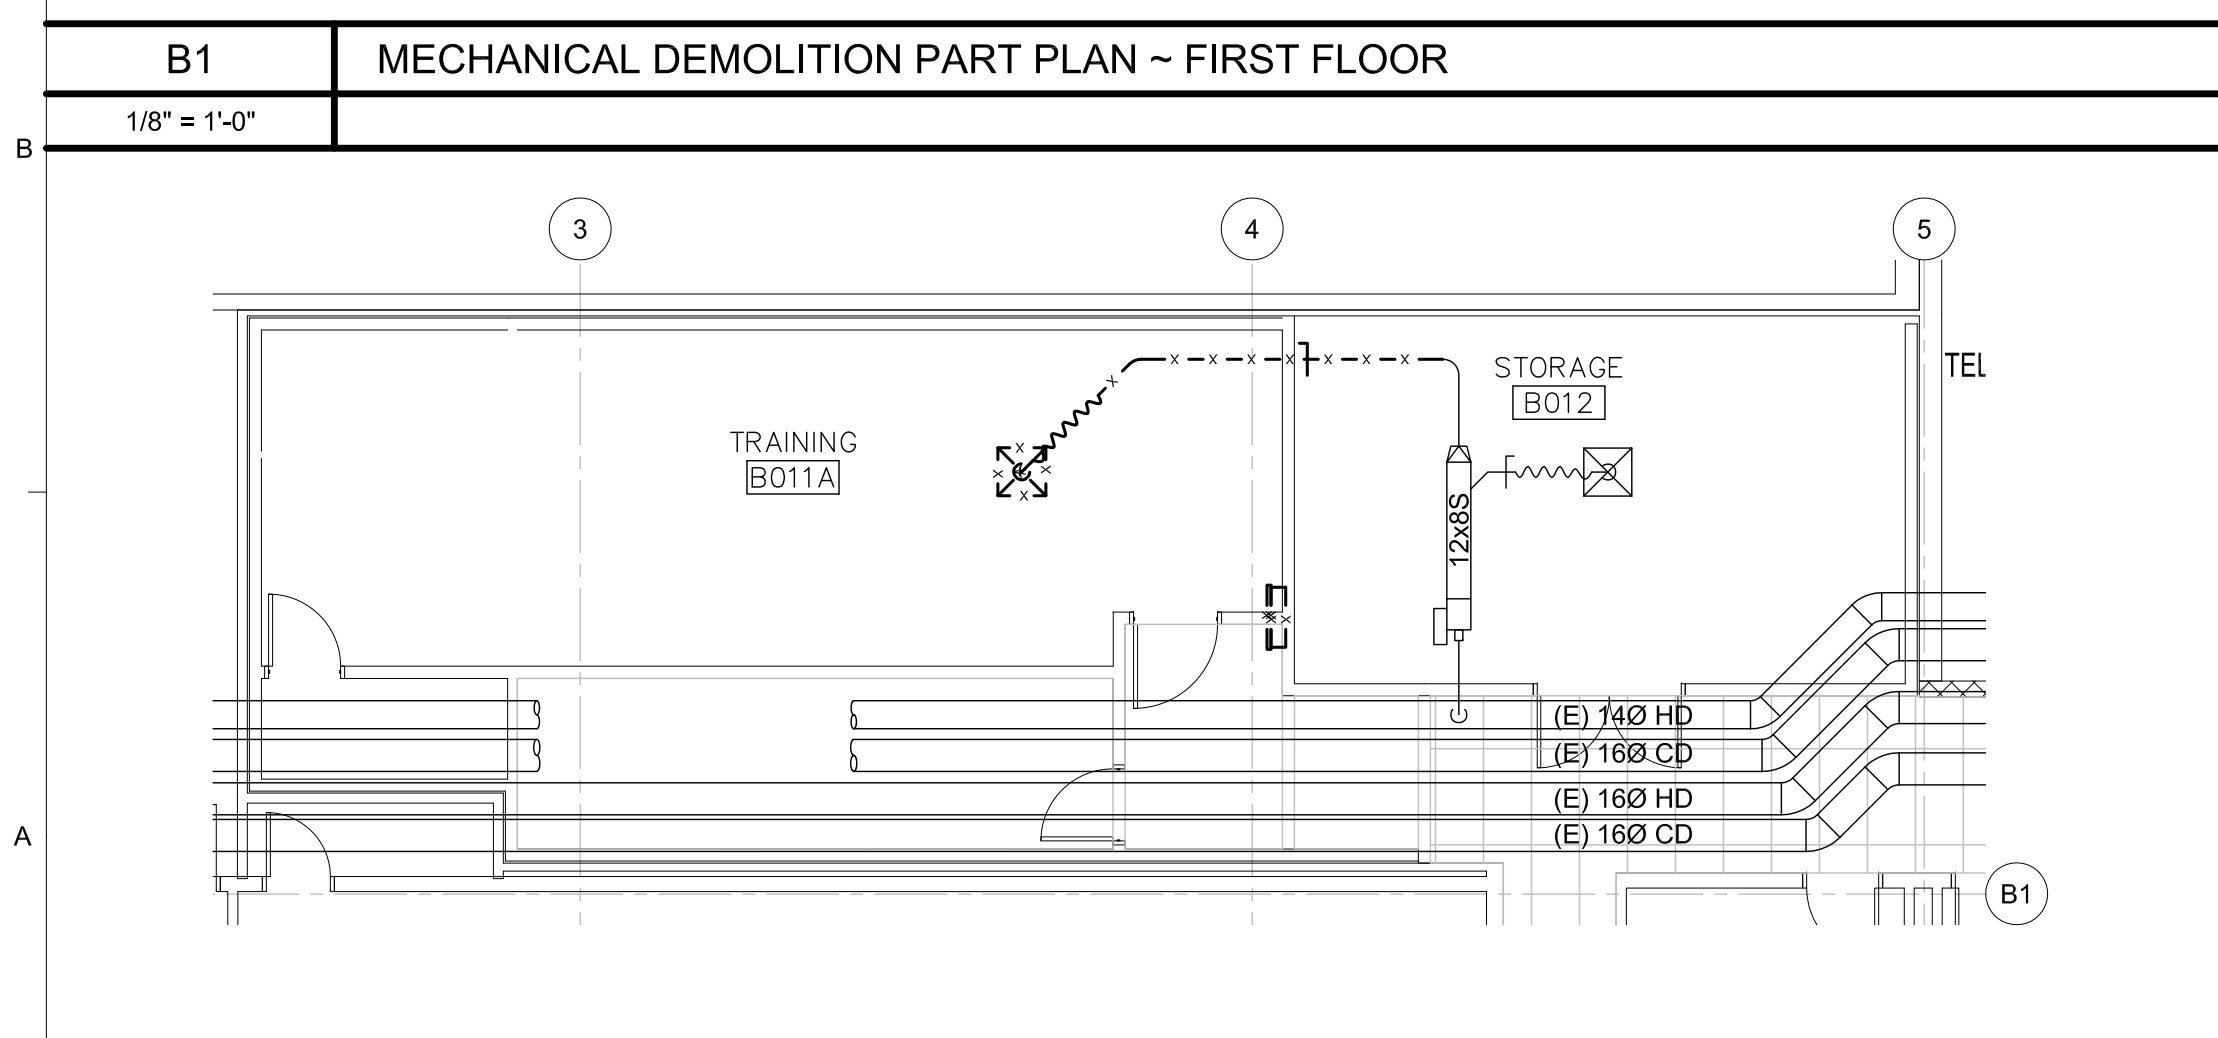 B1
MECHANICAL DEMOLITION PART PLAN ~ FIRST FLOOR
1/8" = 1'-0"
B
3
4
5
STORAGE
B012
TEL
TRAINING
B011A
12x8S
(E) 14Ø HD
(E) 16Ø CD
(E) 16Ø HD
(E) 16Ø CD
A
B1